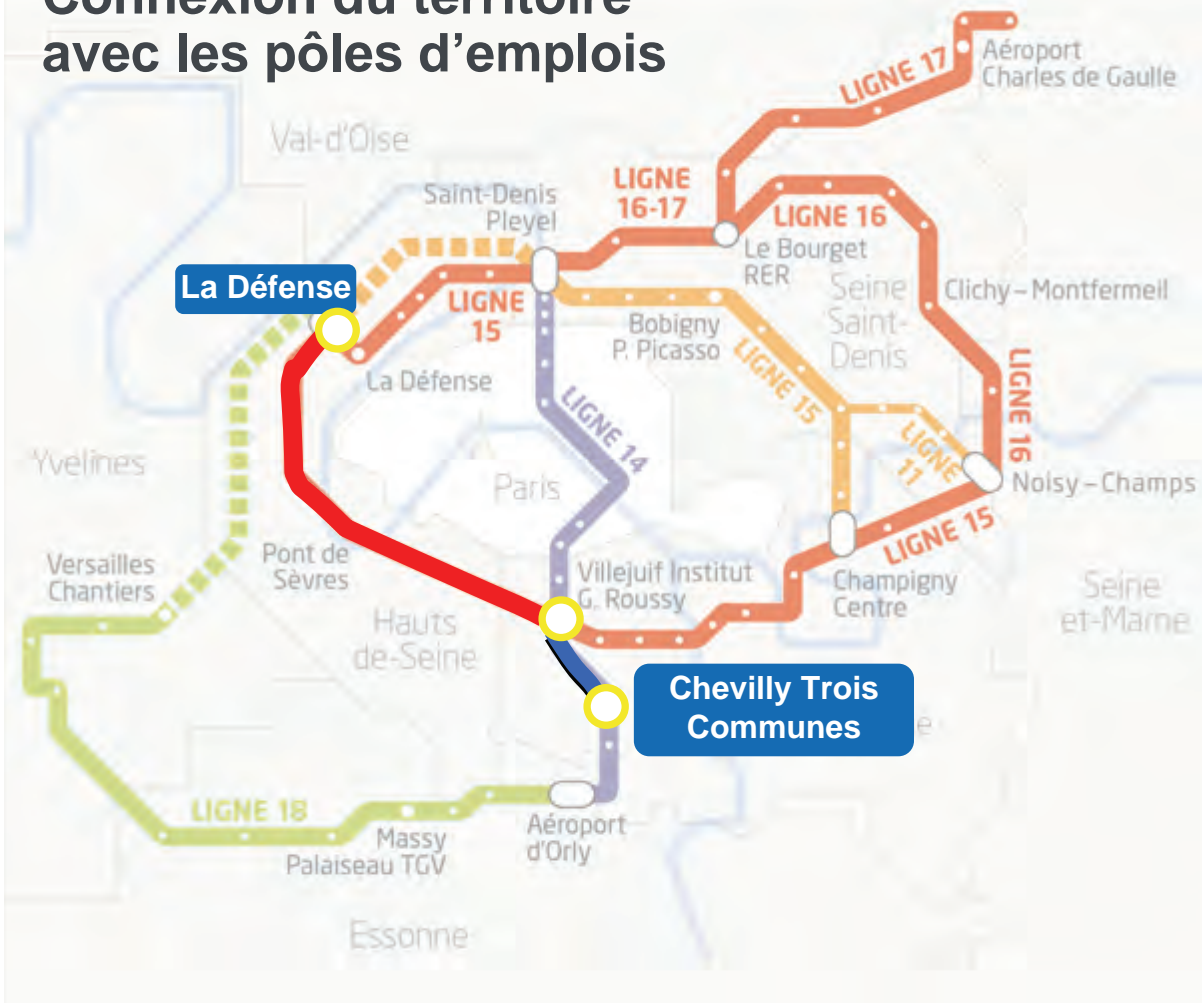 Connexion du territoire
avec les pôles d’emplois
Aéroport
Charles de Gaulle
LIGNE 17
Val-d'Oise
Saint-Denis
Pleyel
LIGNE
16-17
LIGNE 16
Le Bourget
RER
La Défense
LIGNE
15
Seine
Saint-
Denis
Clichy – Montfermeil
Bobigny
P. Picasso
LIGNE 15
La Défense
LIGNE 14
LIGNE
11
LIGNE 16
Yvelines
Paris
Noisy – Champs
LIGNE 15
Versailles
Chantiers
Pont de
Sèvres
Villejuif Institut
G. Roussy
Champigny
Centre
Seine
et-Marne
Hauts
de-Seine
Chevilly Trois
Communes
e
LIGNE 18
Massy
Palaiseau TGV
Aéroport
d'Orly
Essonne